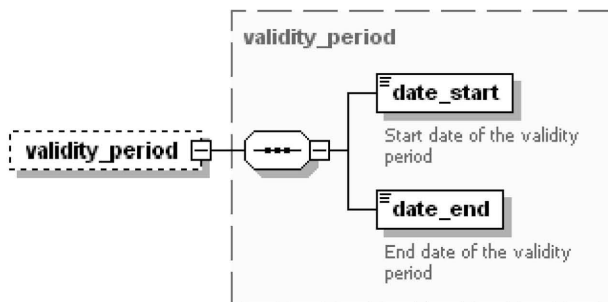 validity_period
validity_period
date_start
Start date of the validity
period
date_end
End date of the validity
period